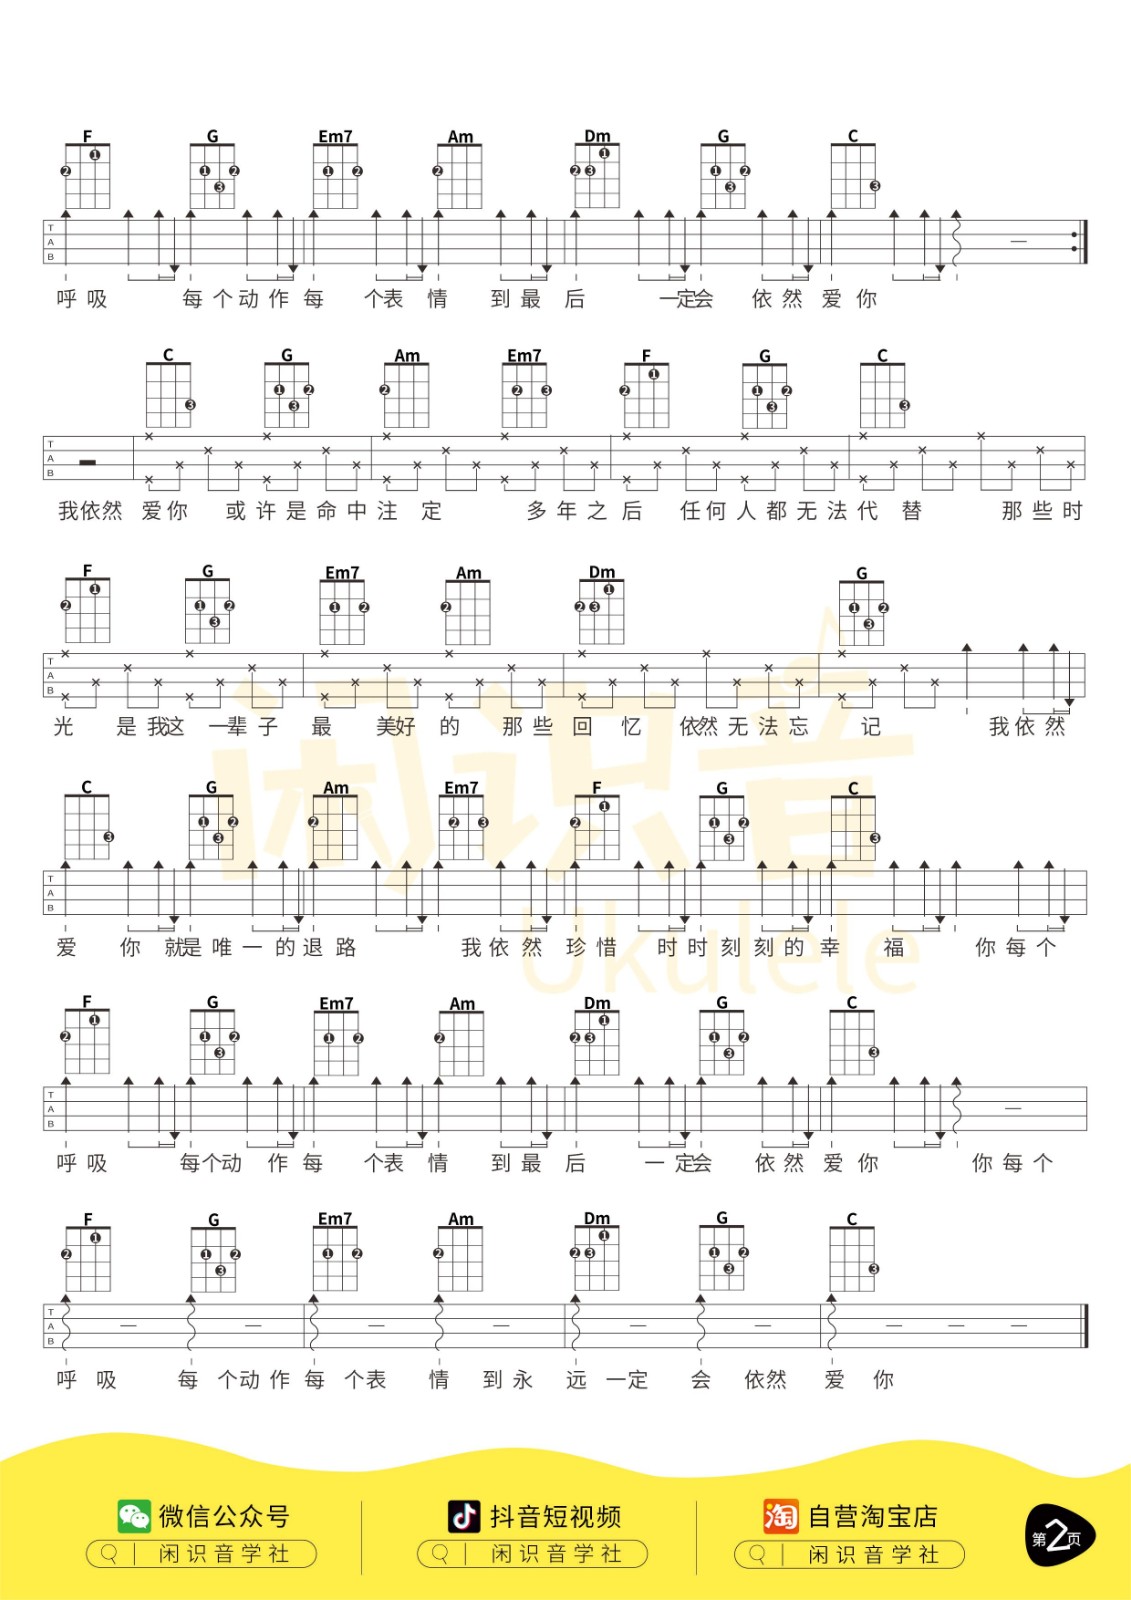 F G Em7 Am Dm G C
TAB
呼吸 每个动作每 个表 情 到最 后 一定会 依然 爱你
C G Am Em7 F G C
TAB
我依然 爱你 或许是命中注 定 多年之后 任何人都无法代 替 那些时
F G Em7 Am Dm G
TAB
光 是我这 一辈子 最 美好 的 那些 回 忆 依然无法忘 记 我依然
C G Am Em7 F G C
TAB
爱 你 就是唯一的退路 我依然 珍惜 时时刻刻的幸 福 你每个
F G Em7 Am Dm G C
TAB
呼吸 每个动 作每 个表 情 到最 后 一定会 依然 爱你 你每个
F G Em7 Am Dm G C
TAB
呼 吸 每 个动作每 个表 情 到永 远 一定 会 依然 爱 你
闲识音
Ukulele
微信公众号 抖音短视频 自营淘宝店
闲识音学社 闲识音学社 闲识音学社
第2页